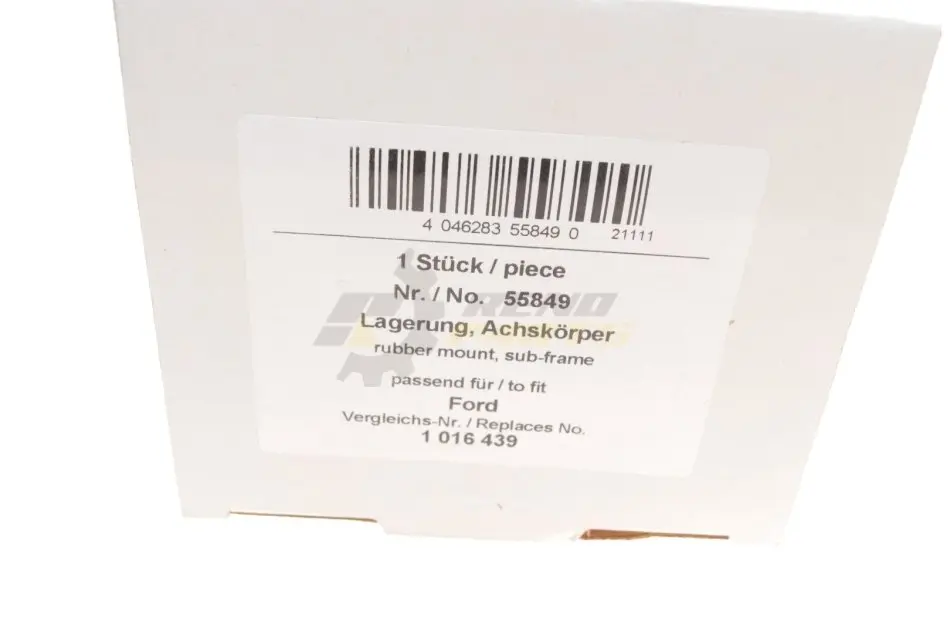 4 046283 55849 0 21111
1 Stück / piece
Nr. / No. 55849
Lagerung, Achskörper
rubber mount, sub-frame
passend für / to fit
Ford
Vergleichs-Nr. / Replaces No.
1 016 439
RENO